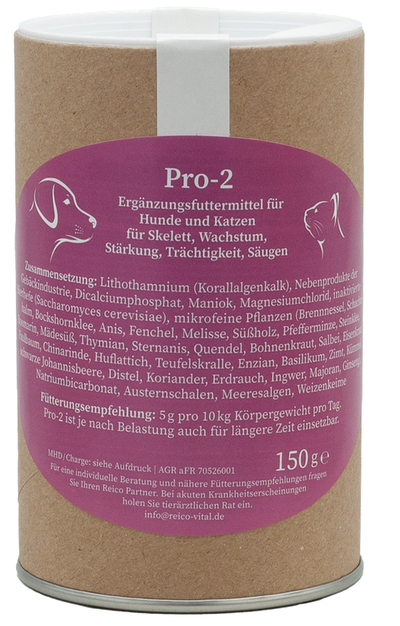 Pro-2
Ergänzungsfuttermittel für
Hunde und Katzen
für Skelett, Wachstum,
Stärkung, Trächtigkeit, Säugen
Zusammensetzung: Lithothamnium (Korallalgenkalk), Nebenprodukte der
Gebäckindustrie, Dicalciumphosphat, Maniok, Magnesiumchlorid, inaktivierte
(Saccharomyces cerevisiae), mikrofeine Pflanzen (Brennnessel,
Bockshornklee, Anis, Fenchel, Melisse, Süßholz, Pfefferminze, Steinklee,
Mädesüß, Thymian, Sternanis, Quendel, Bohnenkraut, Salbei,
Chinarinde, Huflattich, Teufelskralle, Enzian, Basilikum, Zimt,
schwarze Johannisbeere, Distel, Koriander, Erdrauch, Ingwer, Majoran, Ginseng,
Natriumbicarbonat, Austernschalen, Meeresalgen, Weizenkeime
Fütterungsempfehlung: 5 g pro 10 kg Körpergewicht pro Tag.
Pro-2 ist je nach Belastung auch für längere Zeit einsetzbar.
MHD/Charge: siehe Aufdruck | AGR aFR 70526001
150 g e
Für eine individuelle Beratung und nähere Fütterungsempfehlungen fragen
Sie Ihren Reico Partner. Bei akuten Krankheitserscheinungen
holen Sie tierärztlichen Rat ein.
info@reico-vital.de